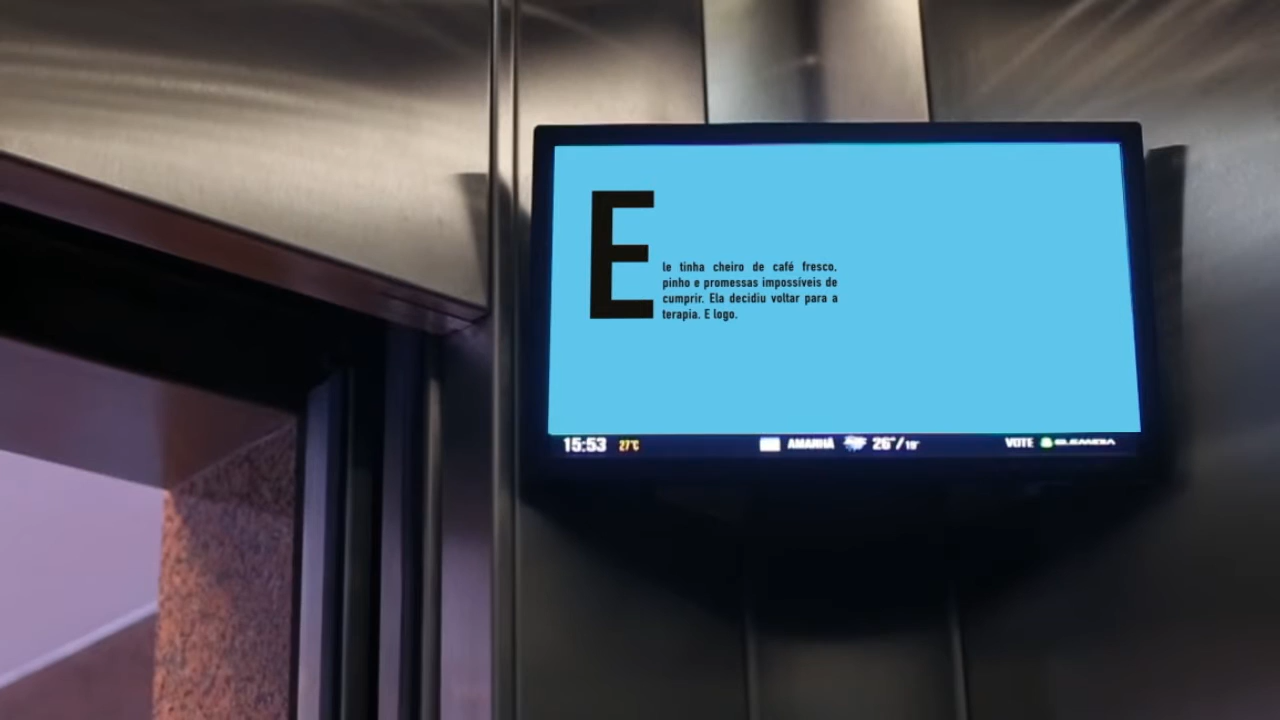 Ele tinha cheiro de café fresco,
pinho e promessas impossíveis de
cumprir. Ela decidiu voltar para a
terapia. E logo.
15:53 27°C AMANHÃ 26°/19° VOTE